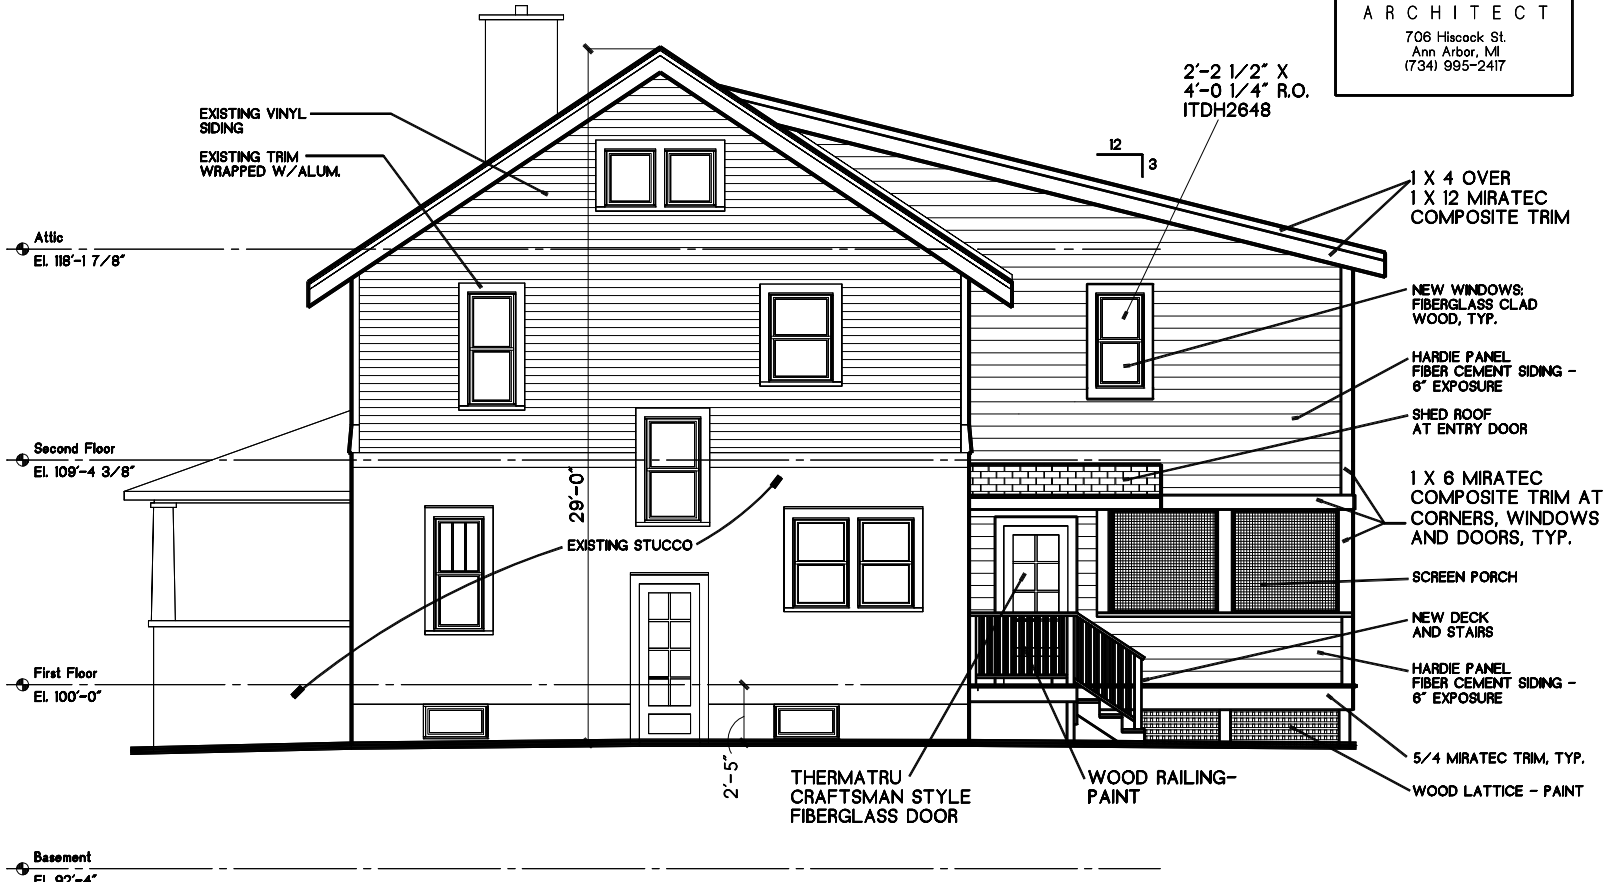 ARCHITECT
706 Hiscock St.
Ann Arbor, MI
(734) 995-2417
2'-2 1/2" X
4'-0 1/4" R.O.
ITDH2648
EXISTING VINYL
SIDING
EXISTING TRIM
WRAPPED W/ALUM.
12
3
1 X 4 OVER
1 X 12 MIRATEC
COMPOSITE TRIM
Attic
El. 118'-1 7/8"
NEW WINDOWS:
FIBERGLASS CLAD
WOOD, TYP.
HARDIE PANEL
FIBER CEMENT SIDING -
6" EXPOSURE
SHED ROOF
AT ENTRY DOOR
Second Floor
El. 109'-4 3/8"
29'-0"
1 X 6 MIRATEC
COMPOSITE TRIM AT
CORNERS, WINDOWS
AND DOORS, TYP.
EXISTING STUCCO
SCREEN PORCH
NEW DECK
AND STAIRS
First Floor
El. 100'-0"
HARDIE PANEL
FIBER CEMENT SIDING -
6" EXPOSURE
2'-5"
5/4 MIRATEC TRIM, TYP.
THERMATRU
CRAFTSMAN STYLE
FIBERGLASS DOOR
WOOD RAILING-
PAINT
WOOD LATTICE - PAINT
Basement
El. 92'-4"